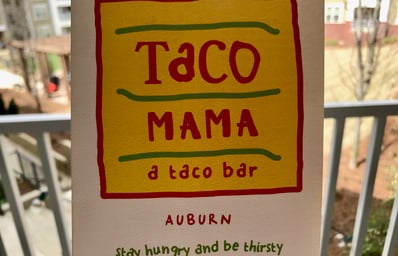 TaCO
MAMA
a taco bar
AUBURN
stay hungry and be thirsty